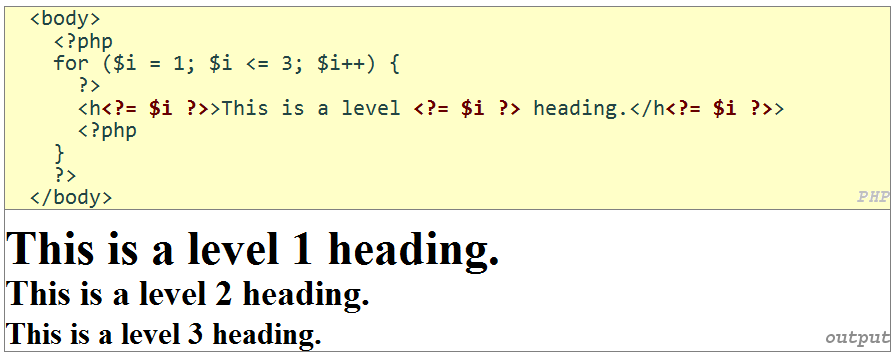 <body>
<?php
for ($i = 1; $i <= 3; $i++) {
?>
<h<?= $i ?>>This is a level <?= $i ?> heading.</h<?= $i ?>>
<?php
}
?>
</body>
PHP
This is a level 1 heading.
This is a level 2 heading.
This is a level 3 heading.
output